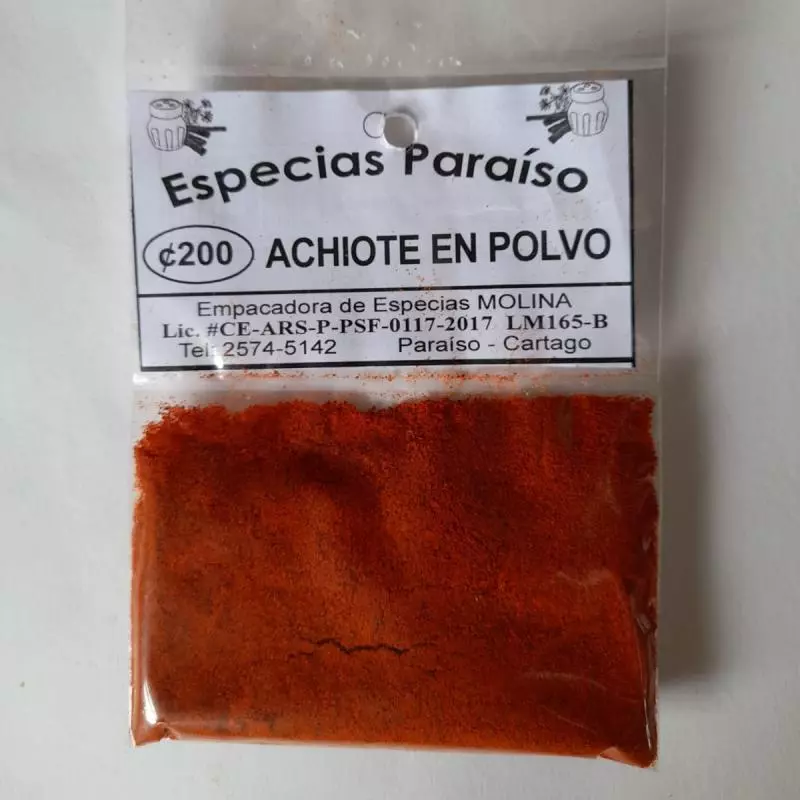 Especias Paraíso
¢200 ACHIOTE EN POLVO
Empacadora de Especias MOLINA
Lic. #CE-ARS-P-PSF-0117-2017 LM165-B
Tel: 2574-5142 Paraíso - Cartago